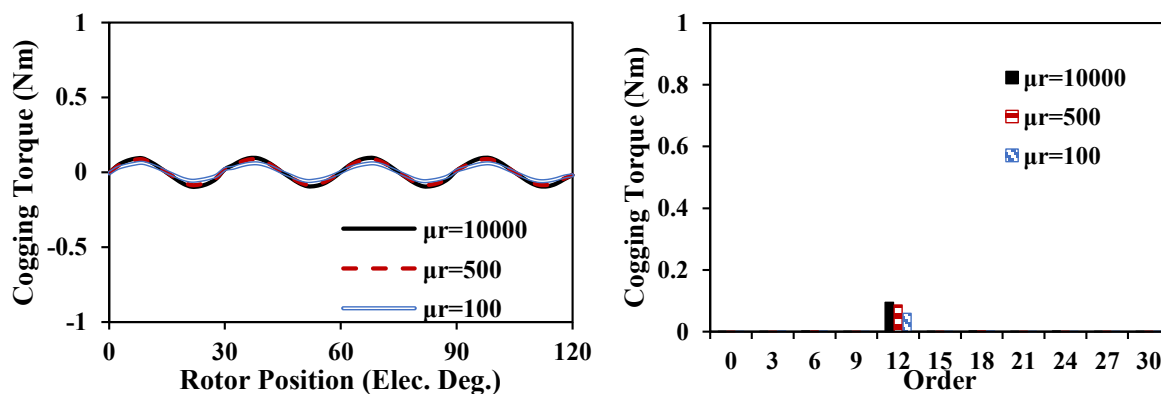 Cogging Torque (Nm)
1
0.5
0
-0.5
-1
µr=10000
µr=500
µr=100
0 30 60 90 120
Rotor Position (Elec. Deg.)
Cogging Torque (Nm)
1
0.8
0.6
0.4
0.2
0
µr=10000
µr=500
µr=100
0 3 6 9 12 15 18 21 24 27 30
Order